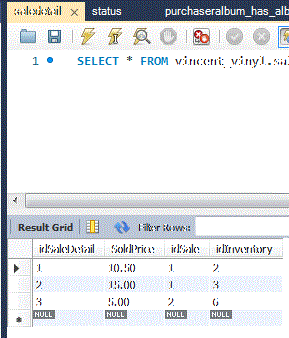 saledetail × status purchaseralbum_has_alb
1 SELECT * FROM vincent_vinyl.sal
Result Grid Filter Rows:
idSaleDetail SoldPrice idSale idInventory
1 10.50 1 2
2 15.00 1 3
3 5.00 2 6
NULL NULL NULL NULL